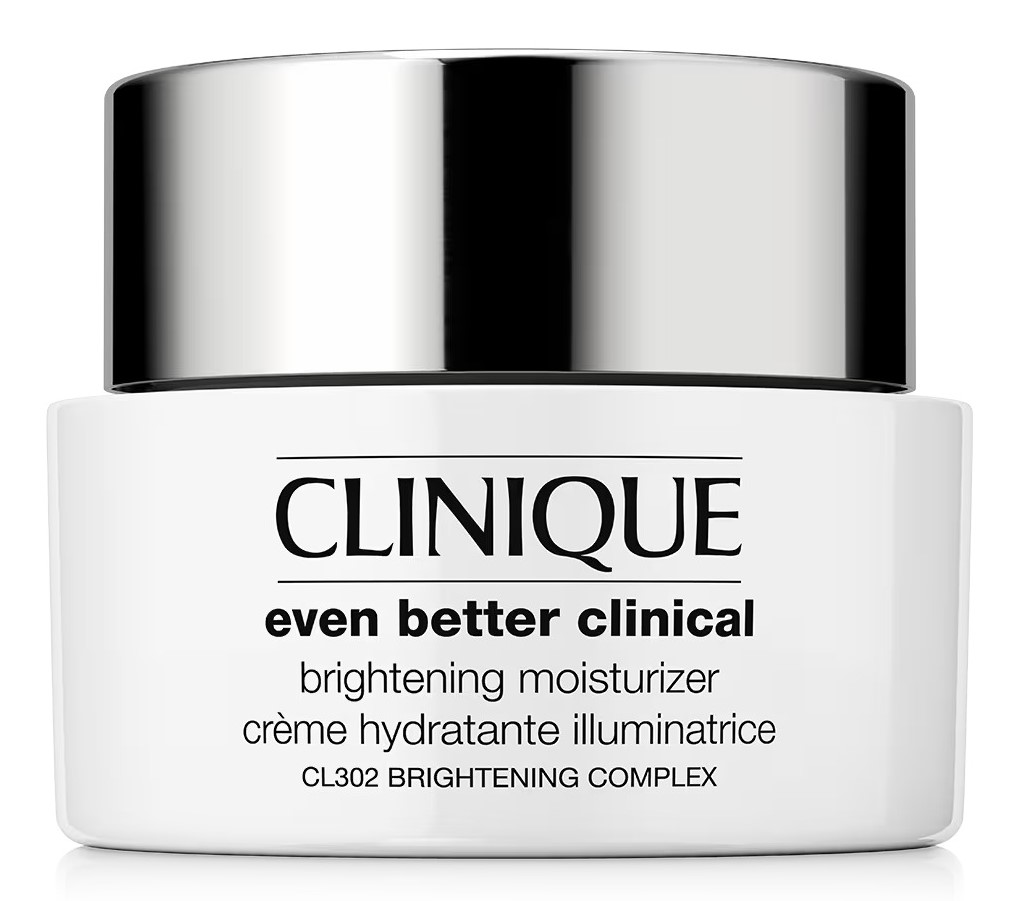 CLINIQUE
even better clinical
brightening moisturizer
crème hydratante illuminatrice
CL302 BRIGHTENING COMPLEX